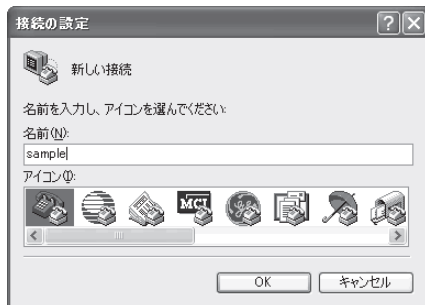 接続の設定
新しい接続
名前を入力し、アイコンを選んでください:
名前(N):
sample
アイコン(I):
MCI
OK
キャンセル